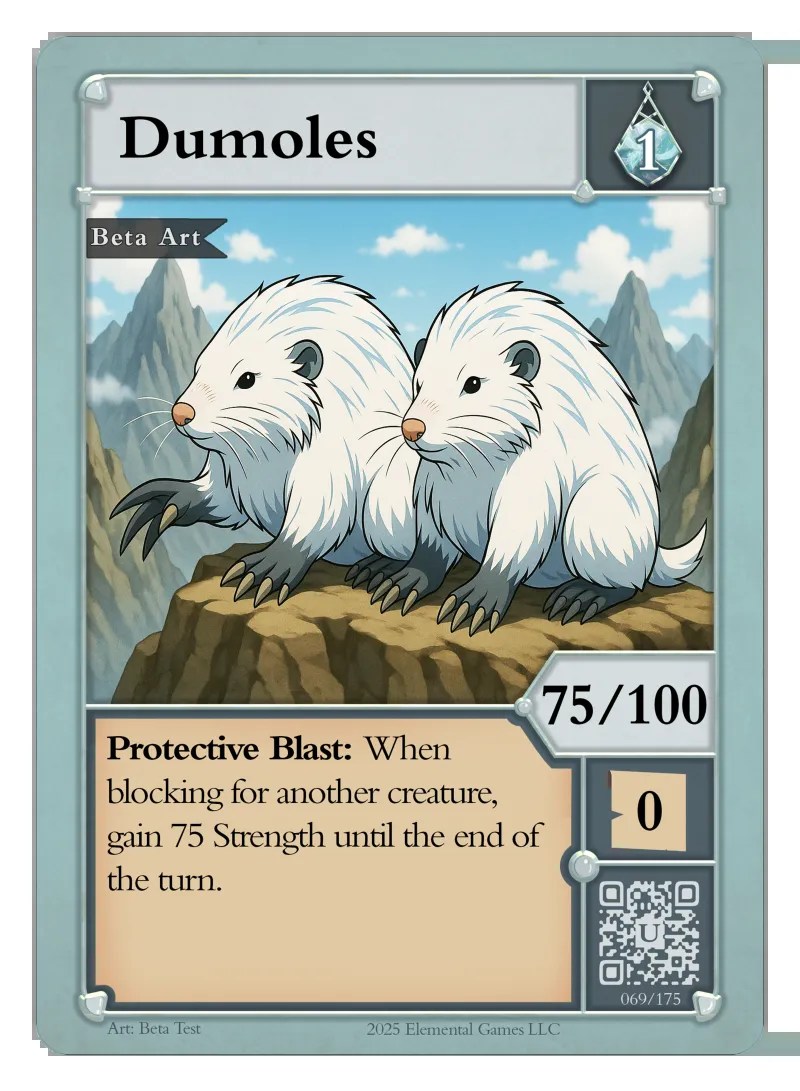 Dumoles
1
Beta Art
75/100
Protective Blast: When
blocking for another creature,
gain 75 Strength until the end of
the turn.
0
U
069/175
Art: Beta Test
2025 Elemental Games LLC